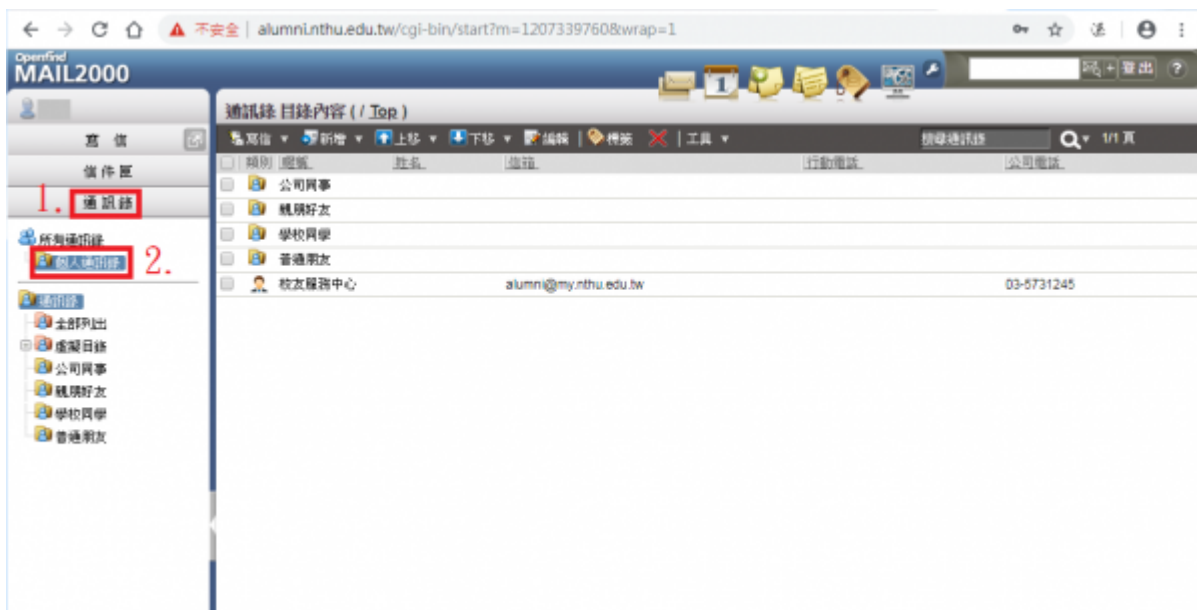 不安全 | alumni.nthu.edu.tw/cgi-bin/start?m=1207339760&wrap=1
Openfind
MAIL2000
1
+ 登出 ?
通訊錄 目錄內容 ( / Top )
寫信
寫信 新增 上移 下移 編輯 | 標籤 | 工具
搜尋通訊錄
1/1 頁
類別 暱稱 姓名 信箱 行動電話 公司電話
信件匣
公司同事
1. 通訊錄
親朋好友
所有通訊錄
學校同學
個人通訊錄 2.
普通朋友
校友服務中心 alumni@my.nthu.edu.tw 03-5731245
通訊錄
全部列出
虛擬目錄
公司同事
親朋好友
學校同學
普通朋友